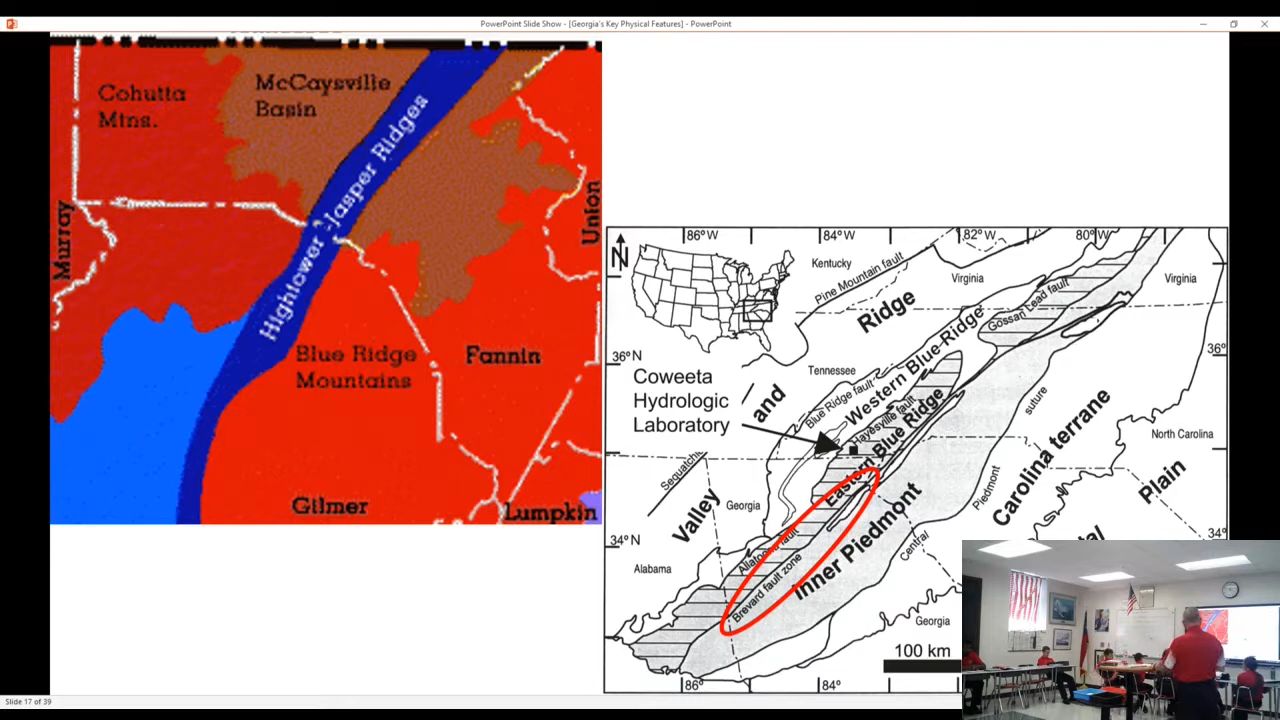 PowerPoint Slide Show - [Georgia's Key Physical Features] - PowerPoint
Cohutta
Mtns.
McCaysville
Basin
Hightower Jasper Ridges
Murray
Union
Blue Ridge
Mountains
Fannin
Gilmer
Lumpkin
86°W
84°W
82°W
80°W
N
Kentucky
Virginia
Virginia
Pine Mountain fault
Ridge
Gossan Lead fault
36°N
36°
Tennessee
Coweeta
Hydrologic
Laboratory
and
Blue Ridge fault
Western Blue Ridge
Hayesville fault
Eastern Blue Ridge
suture
Carolina terrane
North Carolina
Plain
Valley
Georgia
Piedmont
Central
34°N
34°
Allatoona fault
Inner Piedmont
Brevard fault zone
Alabama
Georgia
100 km
86°
84°
Slide 17 of 39